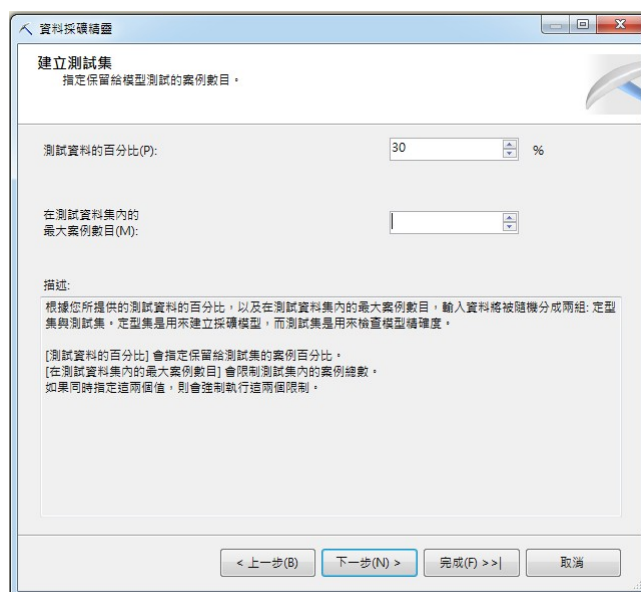 資料採礦精靈
建立測試集
指定保留給模型測試的案例數目。
測試資料的百分比(P):
30
%
在測試資料集內的
最大案例數目(M):
描述:
根據您所提供的測試資料的百分比，以及在測試資料集內的最大案例數目，輸入資料將被隨機分成兩組: 定型
集與測試集。定型集是用來建立採礦模型，而測試集是用來檢查模型精確度。
[測試資料的百分比] 會指定保留給測試集的案例百分比。
[在測試資料集內的最大案例數目] 會限制測試集內的案例總數。
如果同時指定這兩個值，則會強制執行這兩個限制。
< 上一步(B)
下一步(N) >
完成(F) >>|
取消